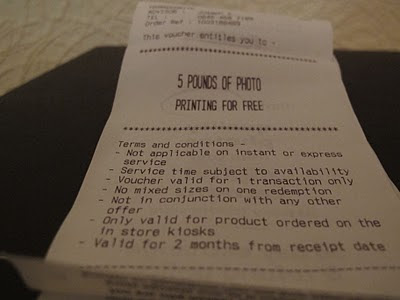 TEL :
Order Ref :
This voucher entitles you to -
********************************
5 POUNDS OF PHOTO
PRINTING FOR FREE
********************************
Terms and conditions -
- Not applicable on instant or express
service
- Service time subject to availability
- Voucher valid for 1 transaction only
- No mixed sizes on one redemption
- Not in conjunction with any other
offer
- Only valid for product ordered on the
in store kiosks
- Valid for 2 months from receipt date